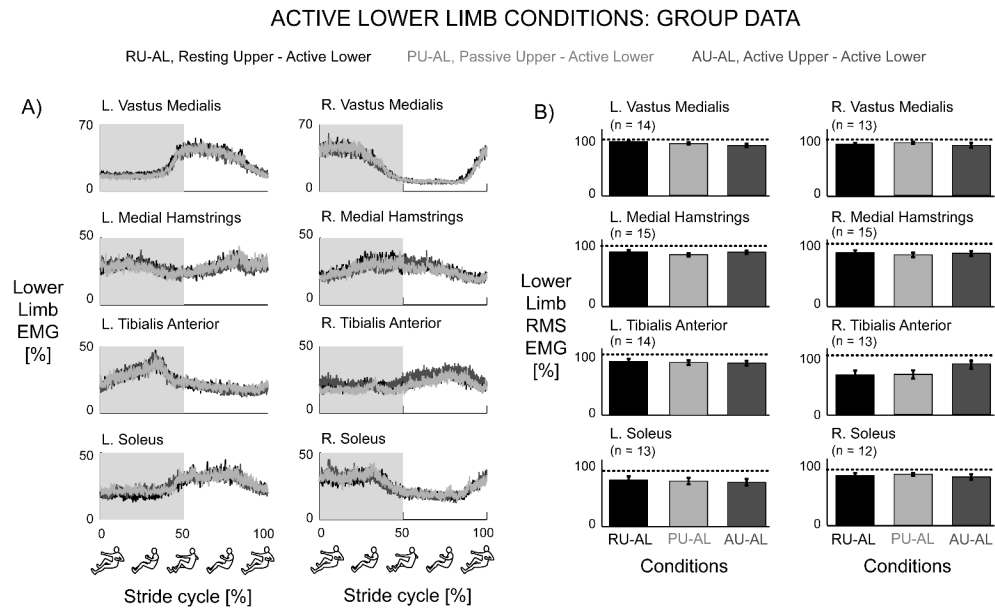 ACTIVE LOWER LIMB CONDITIONS: GROUP DATA
RU-AL, Resting Upper - Active Lower
PU-AL, Passive Upper - Active Lower
AU-AL, Active Upper - Active Lower
A)
L. Vastus Medialis
70
0
R. Vastus Medialis
L. Medial Hamstrings
50
0
R. Medial Hamstrings
50
0
Lower
Limb
EMG
[%]
L. Tibialis Anterior
50
0
R. Tibialis Anterior
50
0
L. Soleus
50
0
R. Soleus
50
0
0 50 100
0 50 100
Stride cycle [%]
Stride cycle [%]
B)
L. Vastus Medialis
(n = 14)
100
0
R. Vastus Medialis
(n = 13)
100
0
L. Medial Hamstrings
(n = 15)
100
0
R. Medial Hamstrings
(n = 15)
100
0
Lower
Limb
RMS
EMG
[%]
L. Tibialis Anterior
(n = 14)
100
0
R. Tibialis Anterior
(n = 13)
100
0
L. Soleus
(n = 13)
100
0
R. Soleus
(n = 12)
100
0
RU-AL PU-AL AU-AL
RU-AL PU-AL AU-AL
Conditions
Conditions